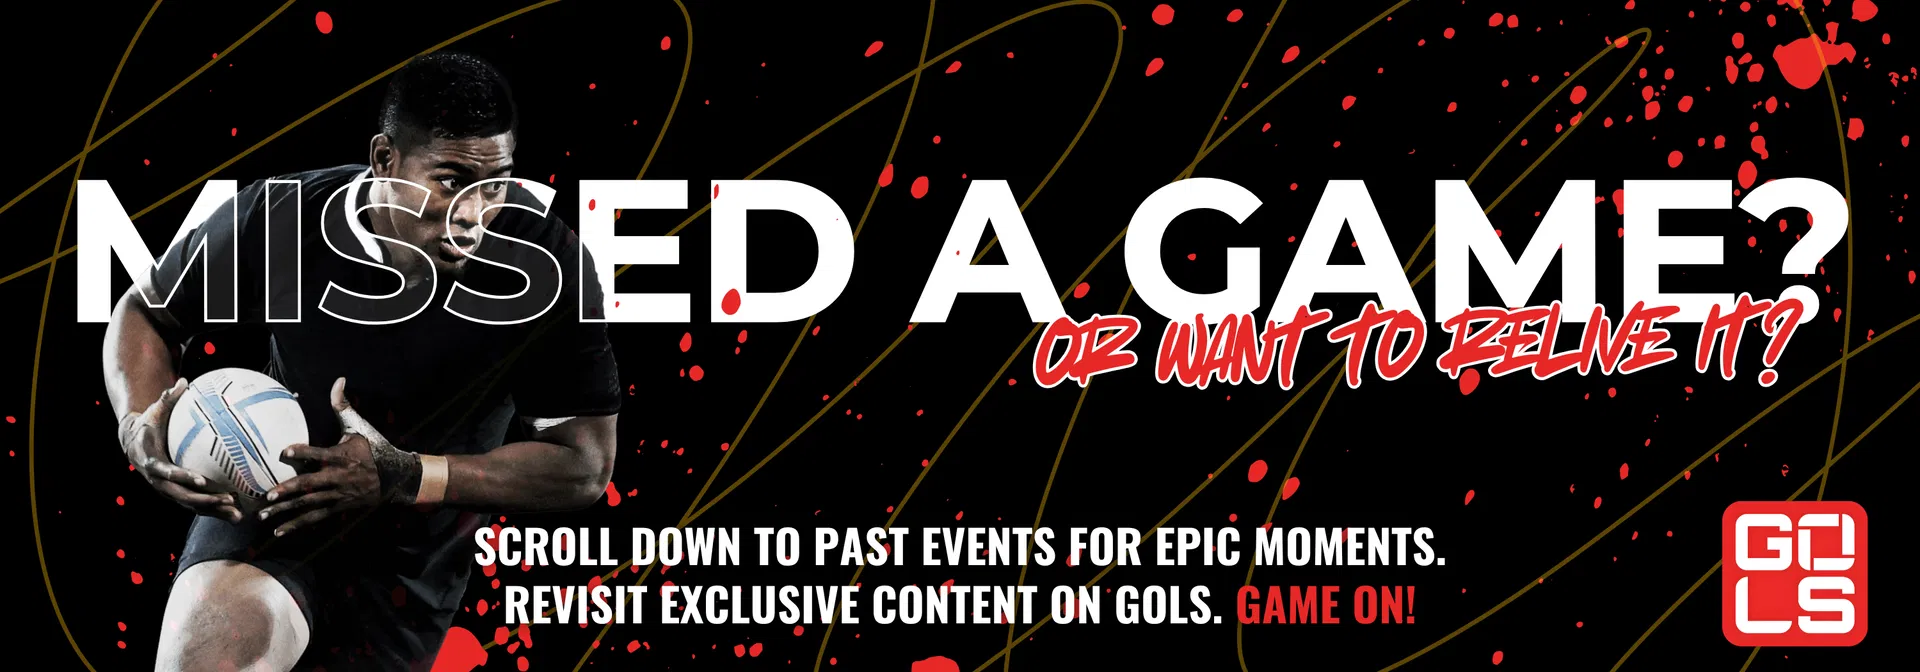 MISSED A GAME?
OR WANT TO RELIVE IT?
SCROLL DOWN TO PAST EVENTS FOR EPIC MOMENTS.
REVISIT EXCLUSIVE CONTENT ON GOLS. GAME ON!
GO
LS